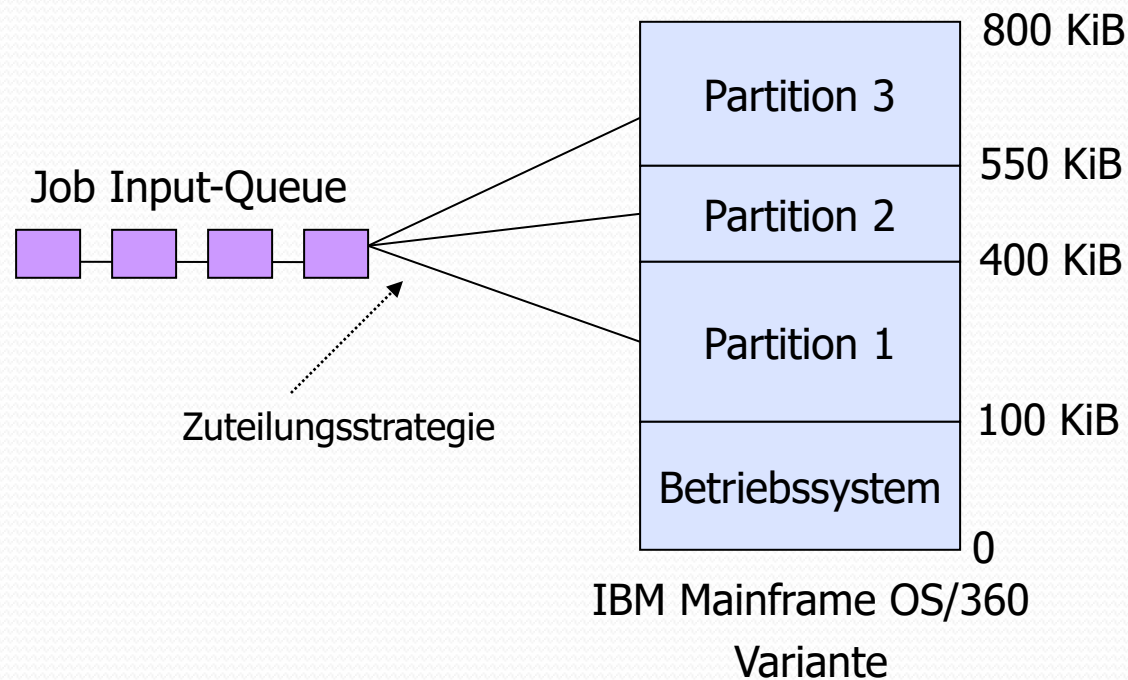 800 KiB
Partition 3
550 KiB
Job Input-Queue
Partition 2
400 KiB
Partition 1
Zuteilungsstrategie
100 KiB
Betriebssystem
0
IBM Mainframe OS/360
Variante